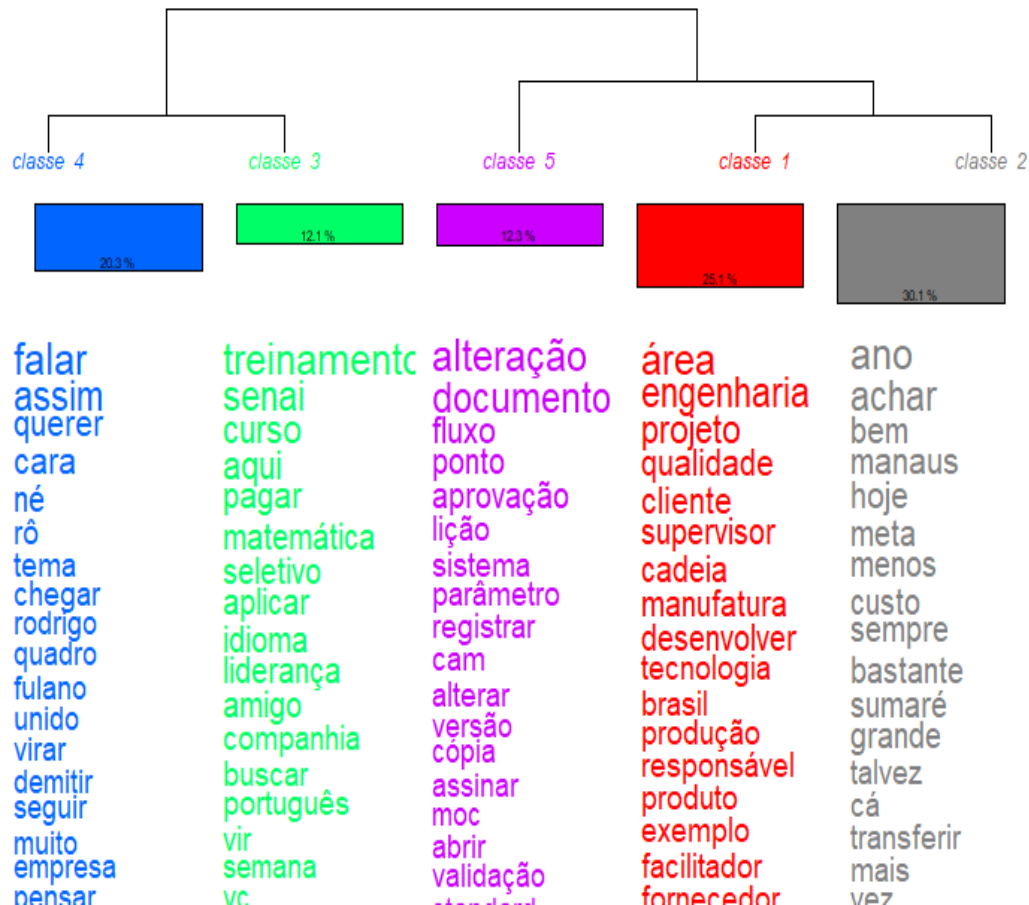 classe 4 classe 3 classe 5 classe 1 classe 2
20.3 % 12.1 % 12.3 % 25.1 % 30.1 %
falar treinamento alteração área ano
assim senai documento engenharia achar
querer curso fluxo projeto bem
cara aqui ponto qualidade manaus
né pagar aprovação cliente hoje
rô matemática lição supervisor meta
tema seletivo sistema cadeia menos
chegar aplicar parâmetro manufatura custo
rodrigo idioma registrar desenvolver sempre
quadro liderança cam tecnologia bastante
fulano amigo alterar brasil sumaré
unido companhia versão produção grande
virar buscar cópia responsável talvez
demitir português assinar produto cá
seguir vir moc exemplo transferir
muito semana abrir facilitador mais
empresa vc validação fornecedor vez
pensar standard